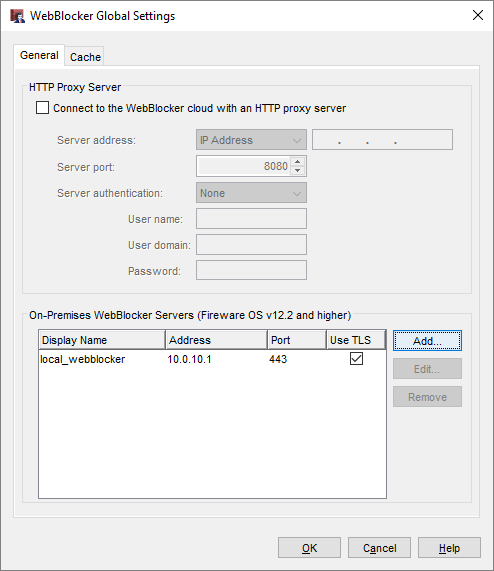 WebBlocker Global Settings
General Cache
HTTP Proxy Server
Connect to the WebBlocker cloud with an HTTP proxy server
Server address: IP Address . . .
Server port: 8080
Server authentication: None
User name:
User domain:
Password:
On-Premises WebBlocker Servers (Fireware OS v12.2 and higher)
Display Name Address Port Use TLS Add...
local_webblocker 10.0.10.1 443
Edit...
Remove
OK Cancel Help